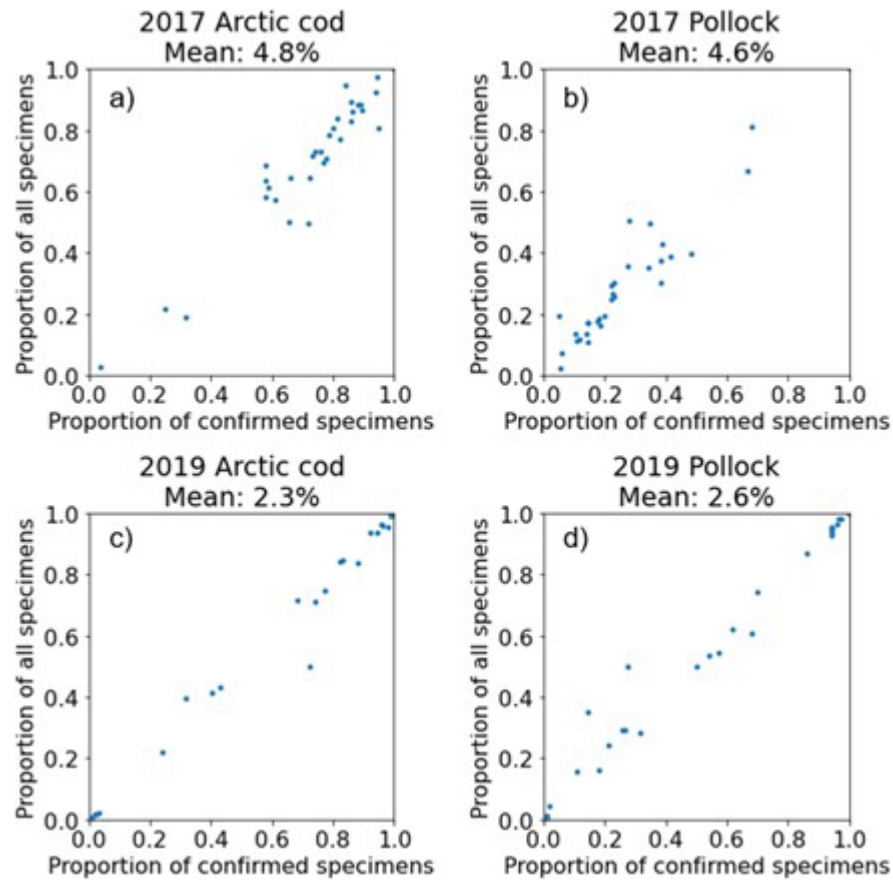 2017 Arctic cod
Mean: 4.8%
a)
1.0
0.8
0.6
0.4
0.2
0.0
Proportion of all specimens
0.0 0.2 0.4 0.6 0.8 1.0
Proportion of confirmed specimens
2017 Pollock
Mean: 4.6%
b)
1.0
0.8
0.6
0.4
0.2
0.0
Proportion of all specimens
0.0 0.2 0.4 0.6 0.8 1.0
Proportion of confirmed specimens
2019 Arctic cod
Mean: 2.3%
c)
1.0
0.8
0.6
0.4
0.2
0.0
Proportion of all specimens
0.0 0.2 0.4 0.6 0.8 1.0
Proportion of confirmed specimens
2019 Pollock
Mean: 2.6%
d)
1.0
0.8
0.6
0.4
0.2
0.0
Proportion of all specimens
0.0 0.2 0.4 0.6 0.8 1.0
Proportion of confirmed specimens